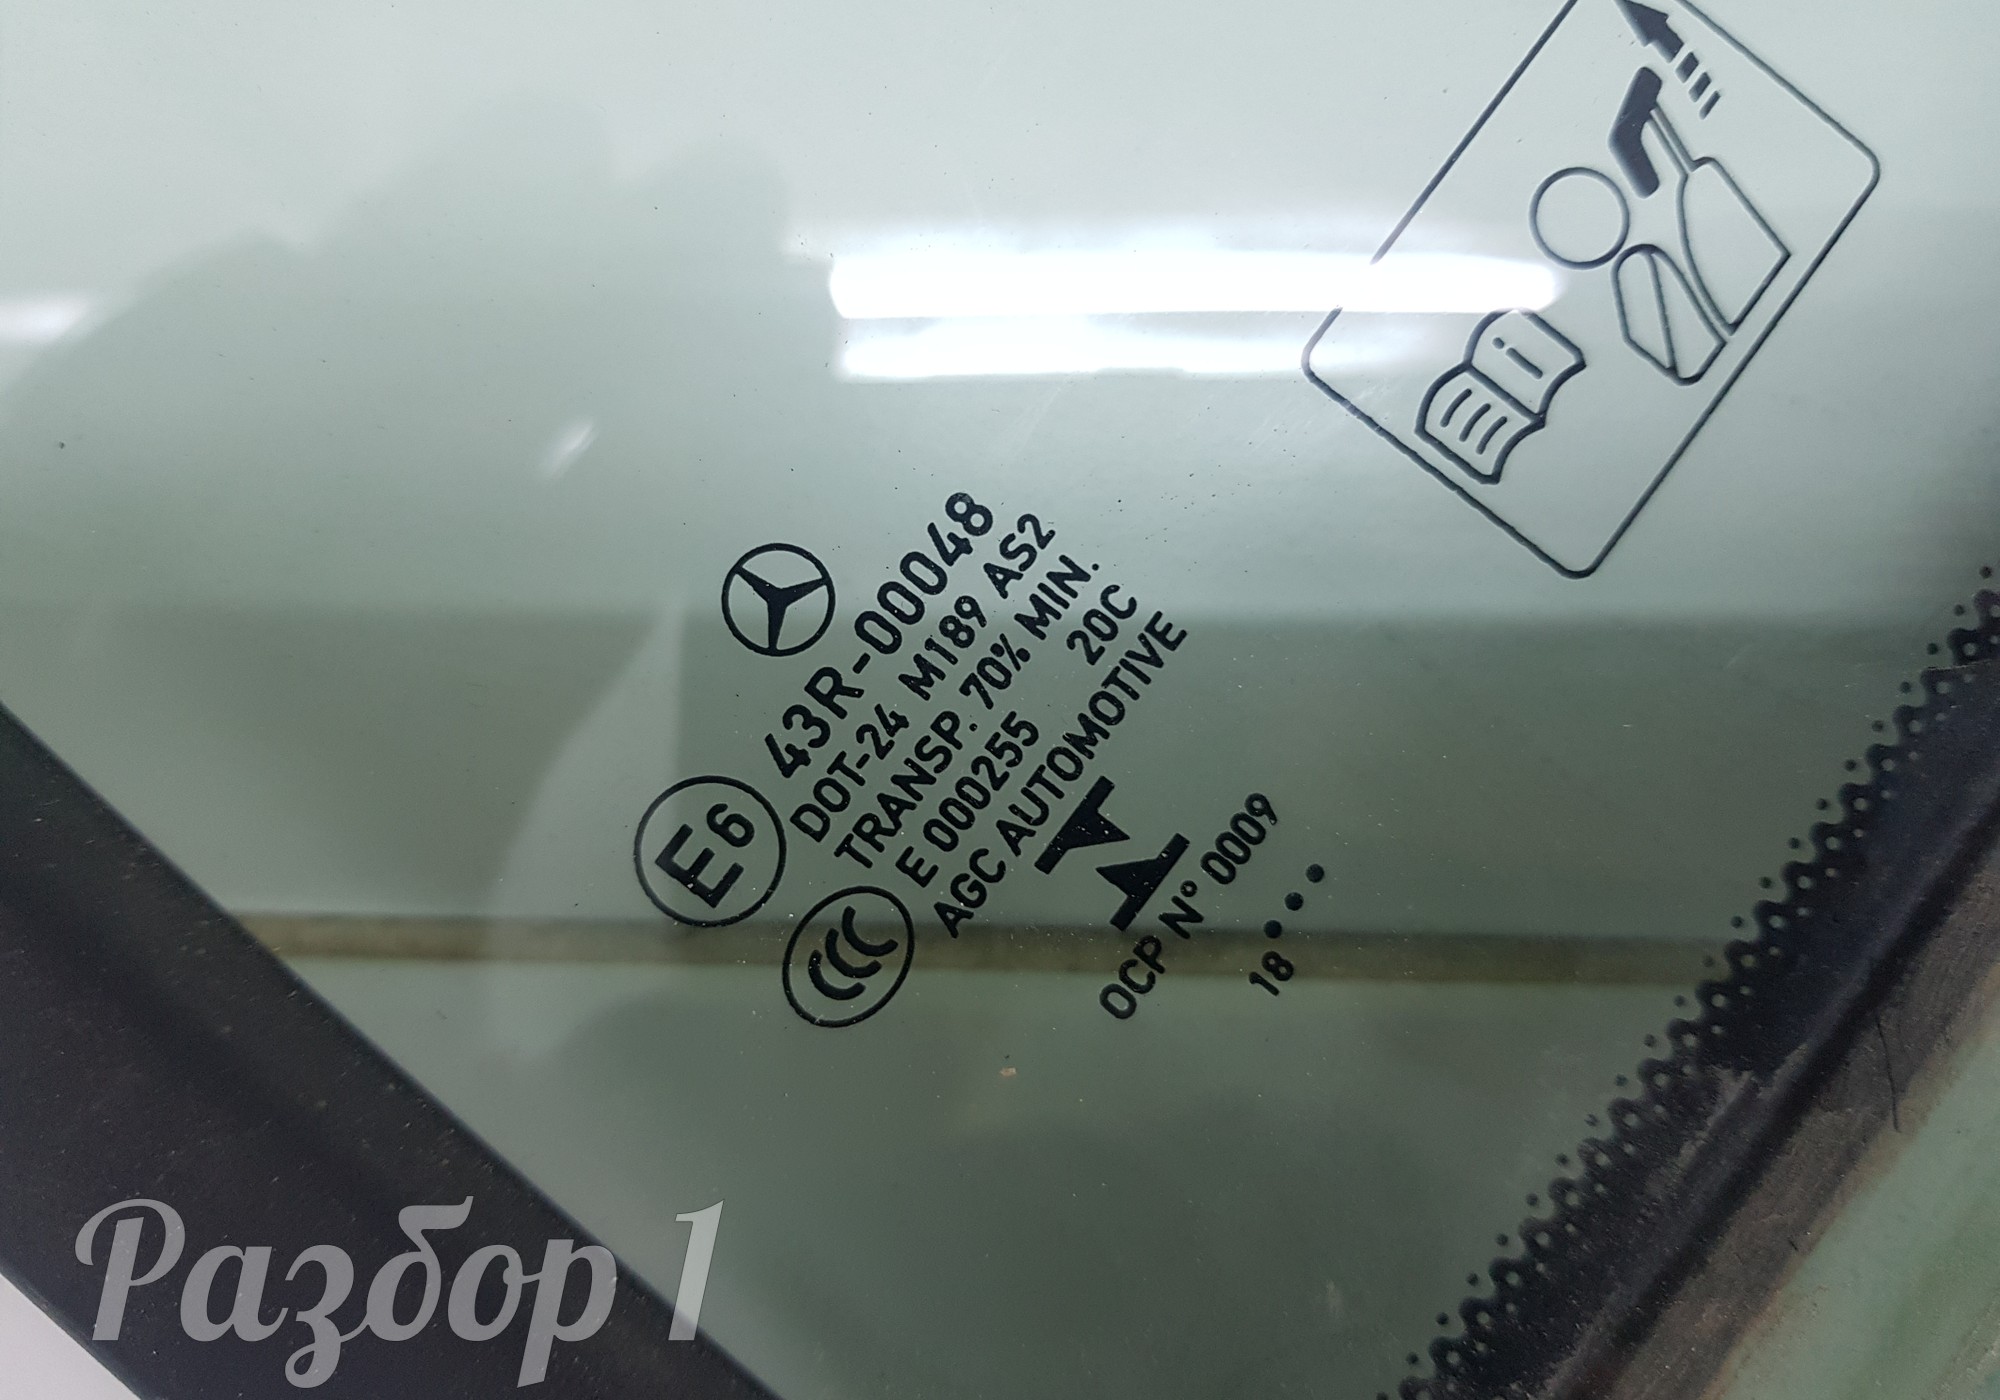 43R-00048
E6
DOT-24 M189 AS2
TRANSP. 70% MIN.
CCC
E 000255 20C
AGC AUTOMOTIVE
OCP N° 0009
18....
i
Разбор 1